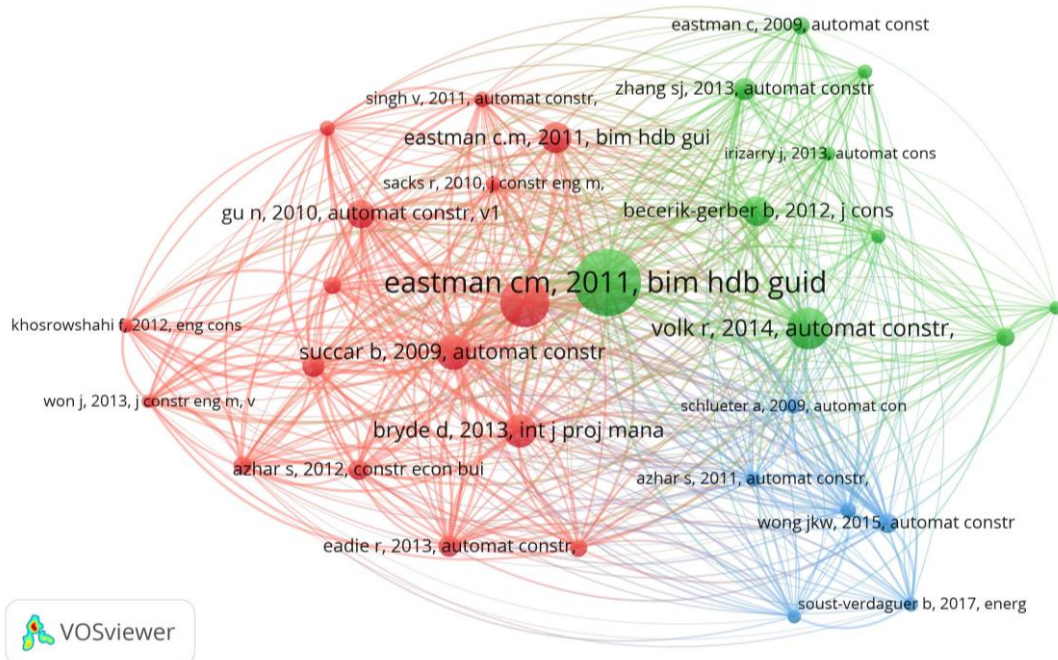 eastman c, 2009, automat const
zhang sj, 2013, automat constr
singh v, 2011, automat constr,
eastman c.m, 2011, bim hdb gui
irizarry j, 2013, automat cons
sacks r, 2010, j constr eng m,
gu n, 2010, automat constr, v1
becerik-gerber b, 2012, j cons
eastman cm, 2011, bim hdb guid
khosrowshahi f, 2012, eng cons
volk r, 2014, automat constr,
succar b, 2009, automat constr
won j, 2013, j constr eng m, v
schlueter a, 2009, automat con
bryde d, 2013, int j proj mana
azhar s, 2012, constr econ bui
azhar s, 2011, automat constr,
wong jkw, 2015, automat constr
eadie r, 2013, automat constr,
soust-verdaguer b, 2017, energ
VOSviewer